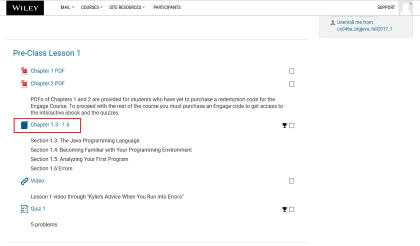 WILEY
MAIL COURSES SITE RESOURCES PARTICIPANTS SUPPORT
Unenroll me from
cs046a_bigjava_fall2017_1
Pre-Class Lesson 1
Chapter 1 PDF
Chapter 2 PDF
PDFs of Chapters 1 and 2 are provided for students who have yet to purchase a redemption code for the
Engage Course. To proceed with the rest of the course you must purchase an Engage code to get access to
the interactive ebook and the quizzes.
Chapter 1.3 - 1.6
Section 1.3: The Java Programming Language
Section 1.4: Becoming Familiar with Your Programming Environment
Section 1.5: Analyzing Your First Program
Section 1.6:Errors
Video
Lesson 1 video through "Kylie's Advice When You Run into Errors"
Quiz 1
5 problems